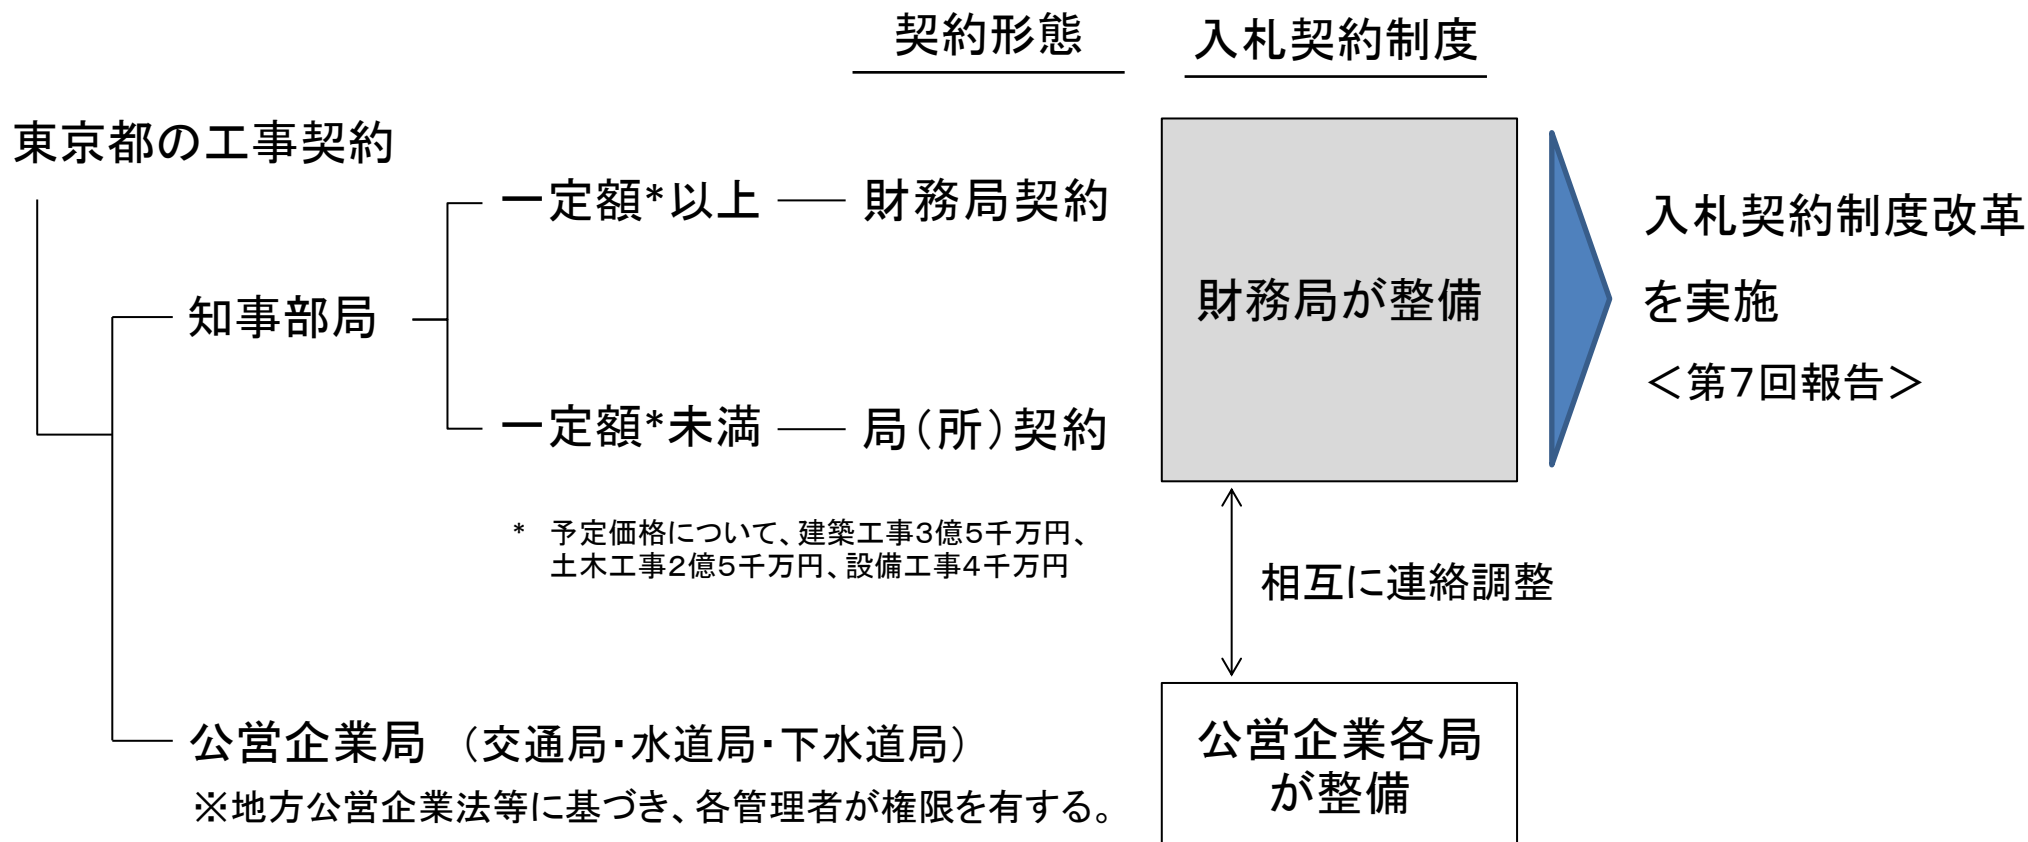 契約形態
入札契約制度
東京都の工事契約
一定額*以上
財務局契約
知事部局
一定額*未満
局(所)契約
* 予定価格について、建築工事3億5千万円、
土木工事2億5千万円、設備工事4千万円
財務局が整備
入札契約制度改革
を実施
<第7回報告>
相互に連絡調整
公営企業局 (交通局・水道局・下水道局)
※地方公営企業法等に基づき、各管理者が権限を有する。
公営企業各局
が整備